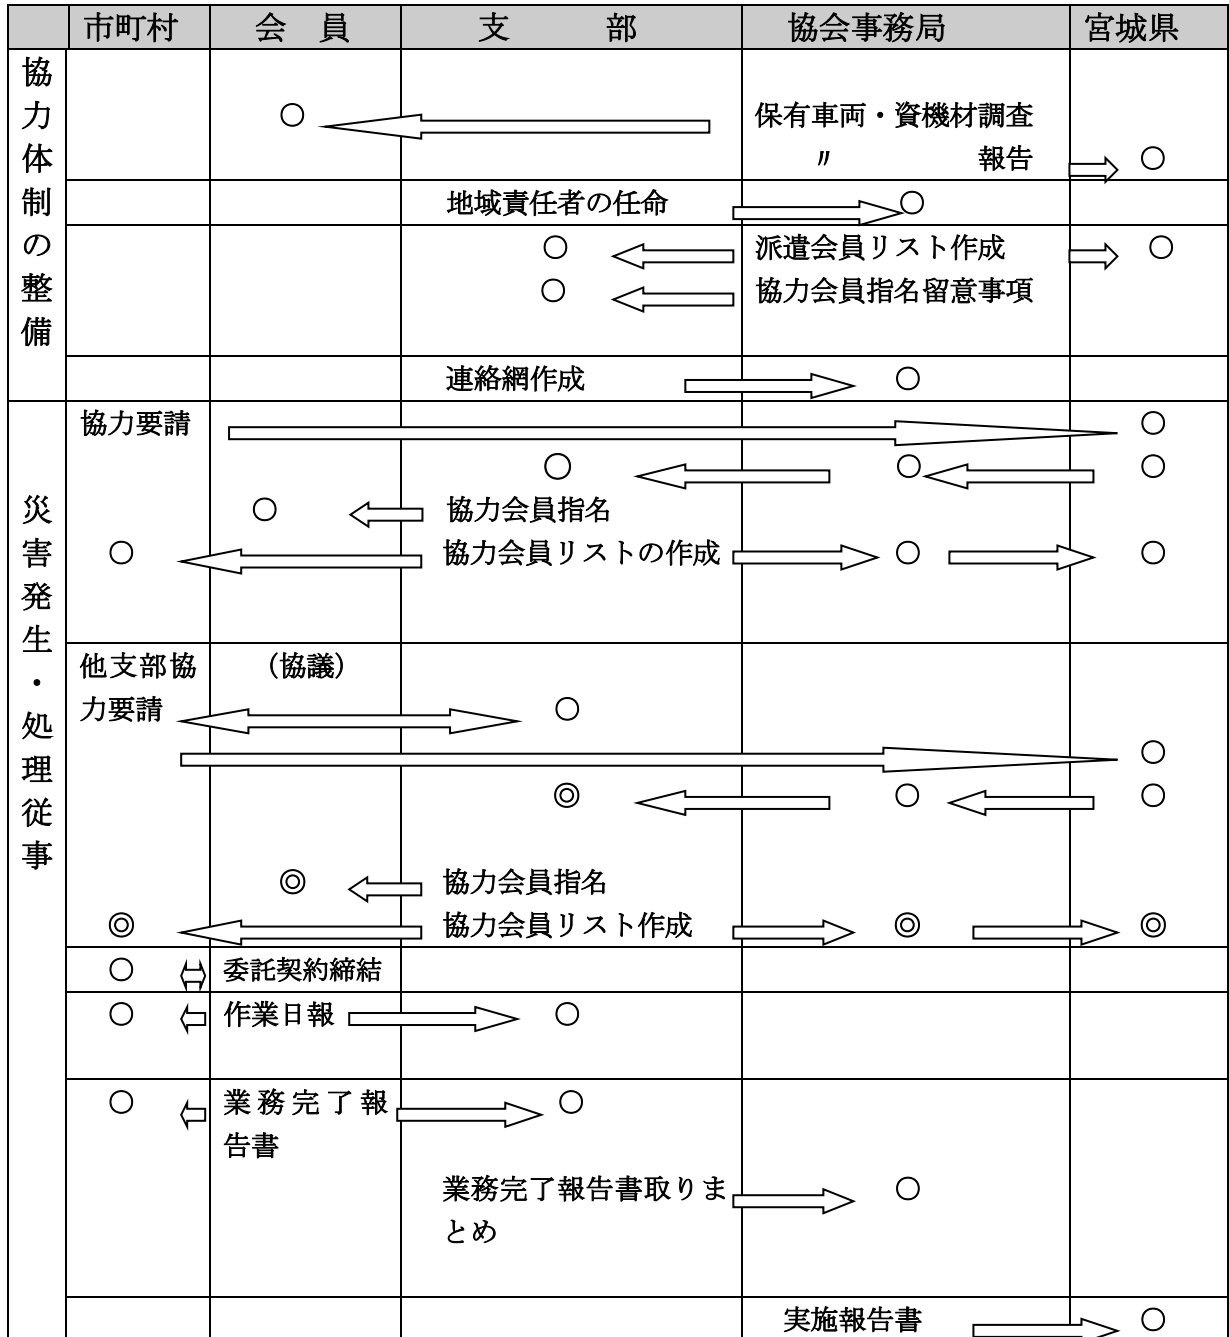 市町村 会　員 支　　　部 協会事務局 宮城県
協力体制の整備
○ 保有車両・資機材調査
〃 報告 ○
地域責任者の任命 ○
○ 派遣会員リスト作成 ○
○ 協力会員指名留意事項
連絡網作成 ○
災害発生・処理従事
協力要請 ○
○ ○ ○
○ 協力会員指名
○ 協力会員リストの作成 ○ ○
他支部協 （協議）
力要請 ○
○
◎ ○ ○
◎ 協力会員指名
◎ 協力会員リスト作成 ◎ ◎
○ 委託契約締結
○ 作業日報 ○
○ 業務完了報 ○
告書
業務完了報告書取りま ○
とめ
実施報告書 ○